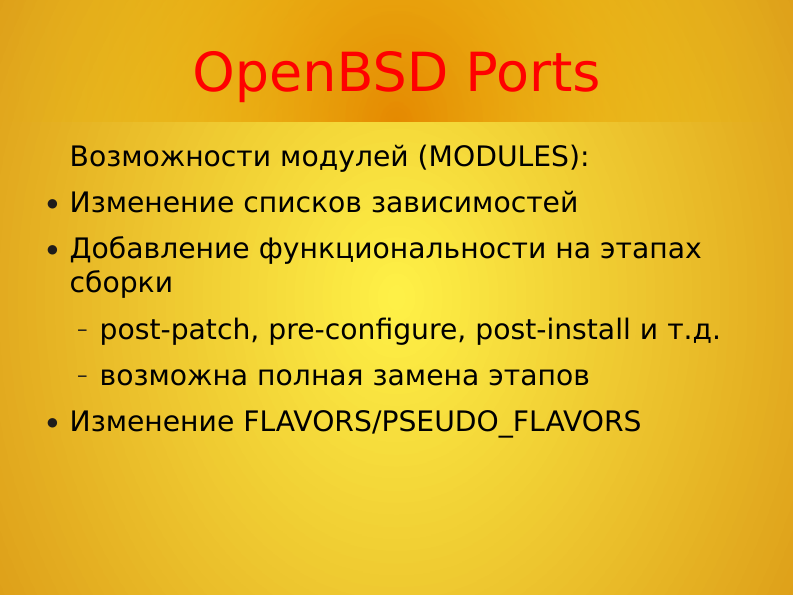 OpenBSD Ports
Возможности модулей (MODULES):
• Изменение списков зависимостей
• Добавление функциональности на этапах
сборки
– post-patch, pre-configure, post-install и т.д.
– возможна полная замена этапов
• Изменение FLAVORS/PSEUDO_FLAVORS